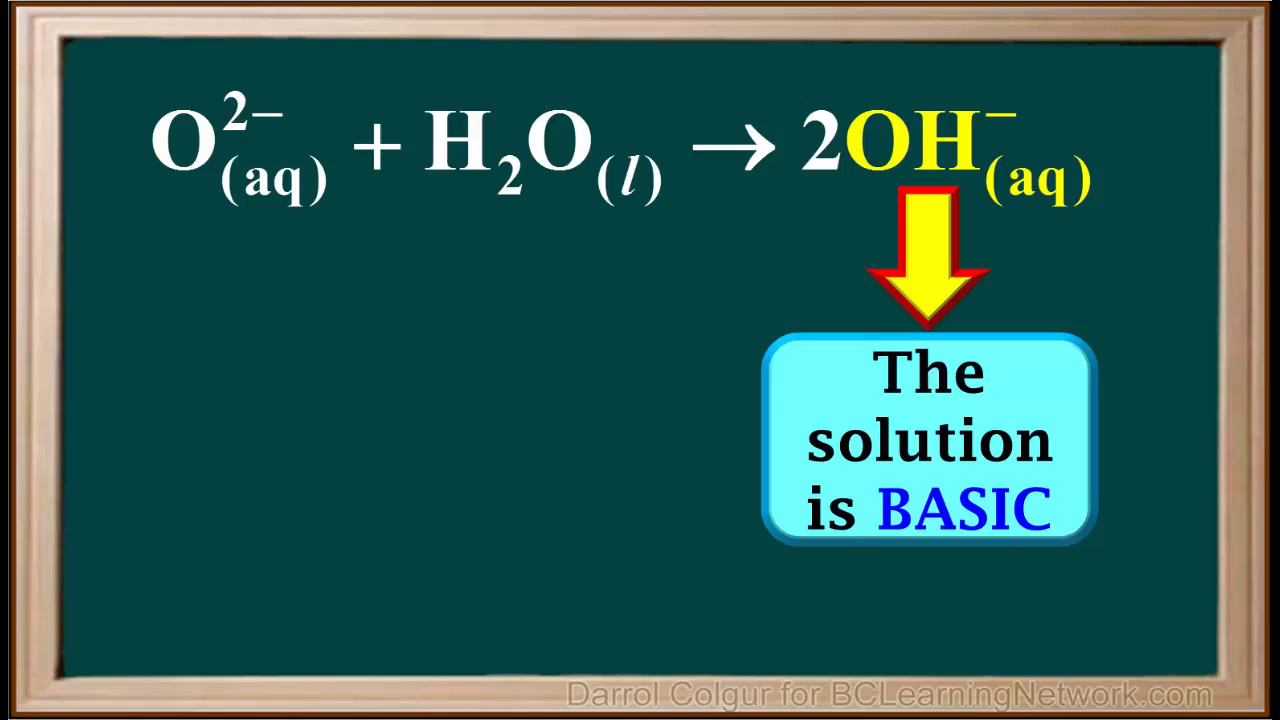 O²⁻(aq) + H₂O(l) → 2OH⁻(aq)
The
solution
is BASIC
Darrol Colgur for BCLearningNetwork.com